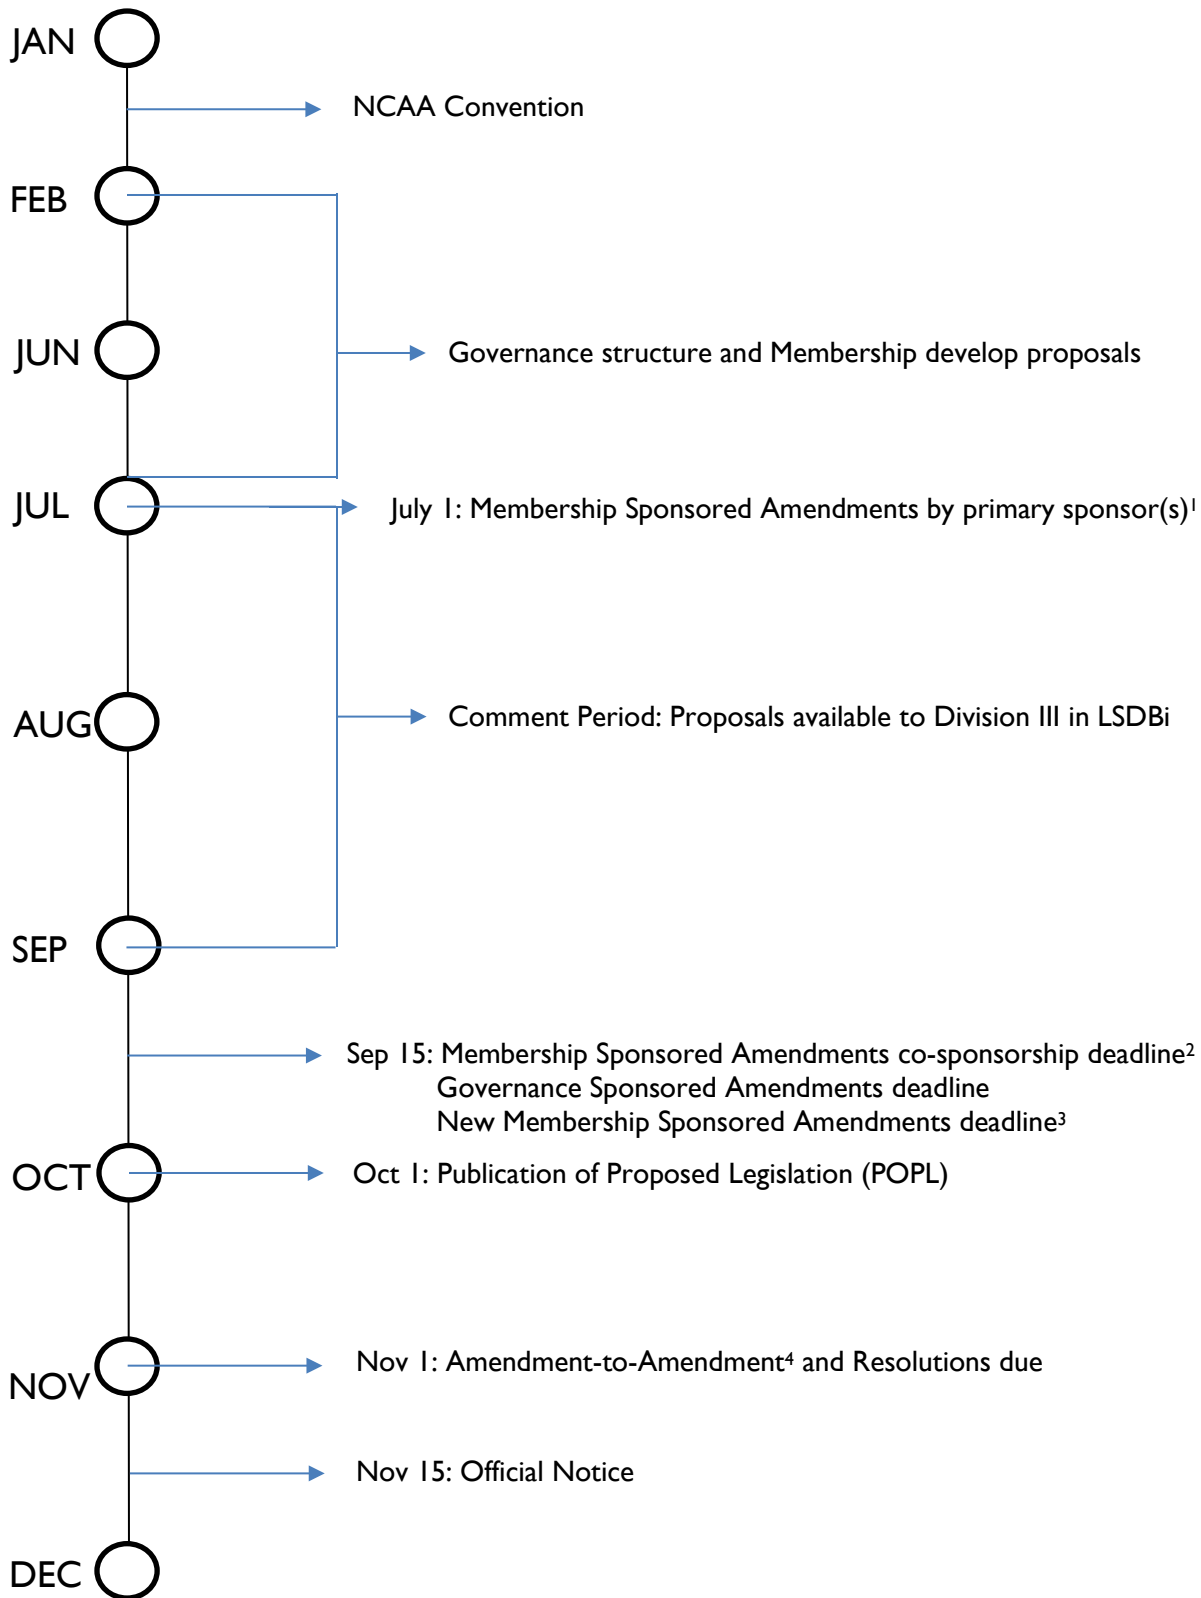 JAN
NCAA Convention
FEB
JUN
Governance structure and Membership develop proposals
JUL
July 1: Membership Sponsored Amendments by primary sponsor(s)¹
AUG
Comment Period: Proposals available to Division III in LSDBi
SEP
Sep 15: Membership Sponsored Amendments co-sponsorship deadline²
Governance Sponsored Amendments deadline
New Membership Sponsored Amendments deadline³
OCT
Oct 1: Publication of Proposed Legislation (POPL)
NOV
Nov 1: Amendment-to-Amendment⁴ and Resolutions due
Nov 15: Official Notice
DEC